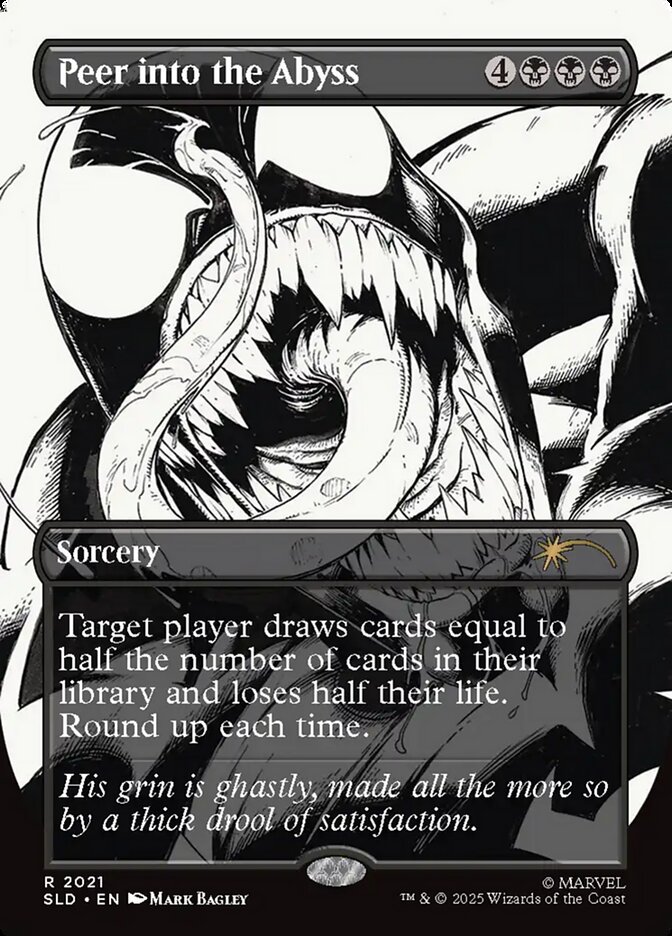 Peer into the Abyss 4
Sorcery
Target player draws cards equal to
half the number of cards in their
library and loses half their life.
Round up each time.
His grin is ghastly, made all the more so
by a thick drool of satisfaction.
R 2021
SLD • EN Mark Bagley
© MARVEL
™ & © 2025 Wizards of the Coast